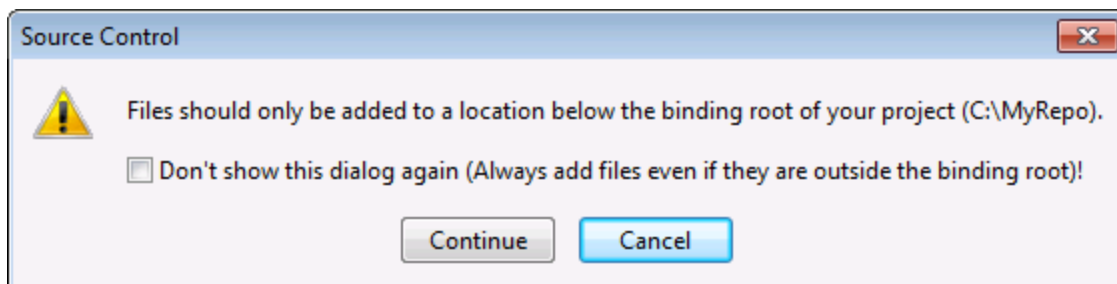 Source Control
Files should only be added to a location below the binding root of your project (C:\MyRepo).
Don't show this dialog again (Always add files even if they are outside the binding root)!
Continue
Cancel